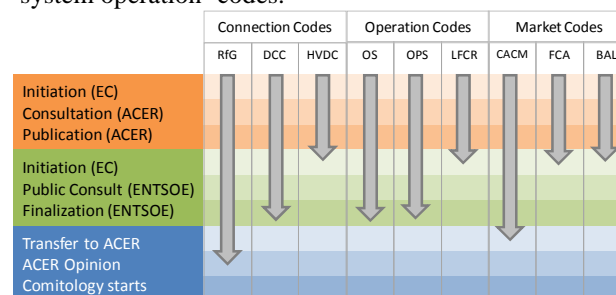 system operation" codes.
Connection Codes Operation Codes Market Codes
RfG DCC HVDC OS OPS LFCR CACM FCA BAL
Initiation (EC)
Consultation (ACER)
Publication (ACER)
Initiation (EC)
Public Consult (ENTSOE)
Finalization (ENTSOE)
Transfer to ACER
ACER Opinion
Comitology starts